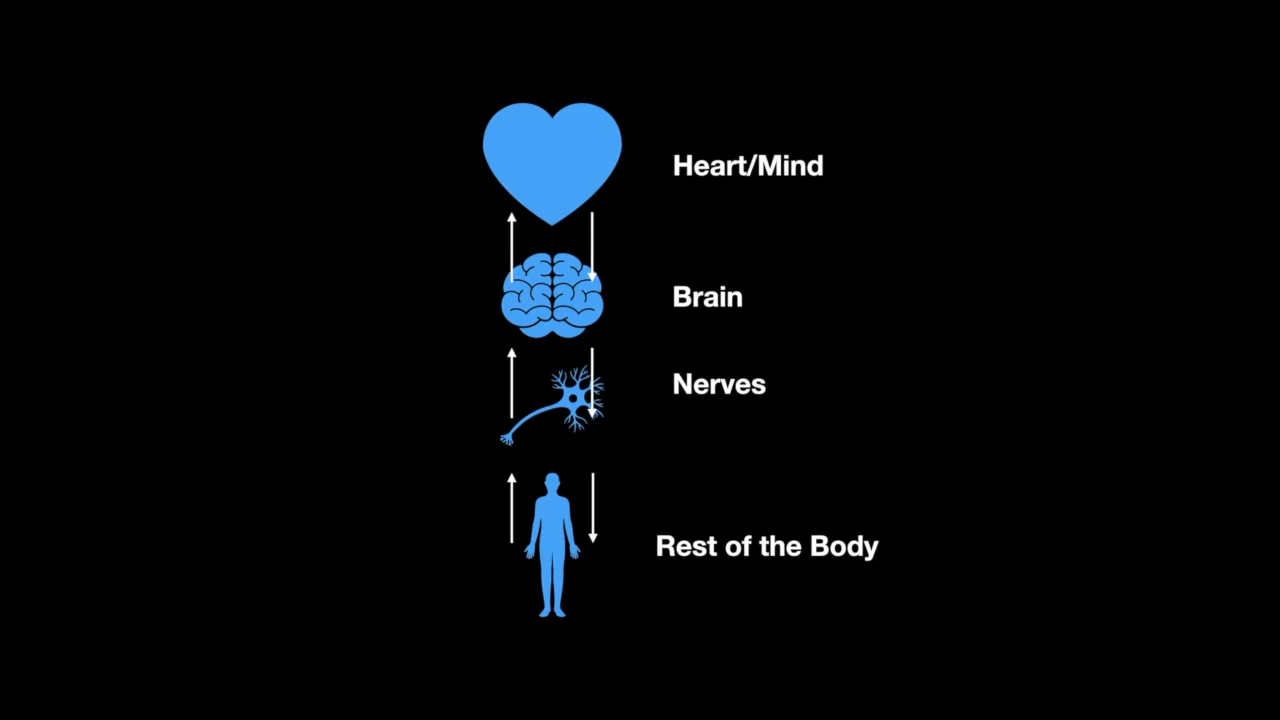 Heart/Mind
Brain
Nerves
Rest of the Body